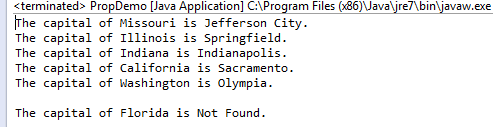 <terminated> PropDemo [Java Application] C:\Program Files (x86)\Java\jre7\bin\javaw.exe
The capital of Missouri is Jefferson City.
The capital of Illinois is Springfield.
The capital of Indiana is Indianapolis.
The capital of California is Sacramento.
The capital of Washington is Olympia.

The capital of Florida is Not Found.